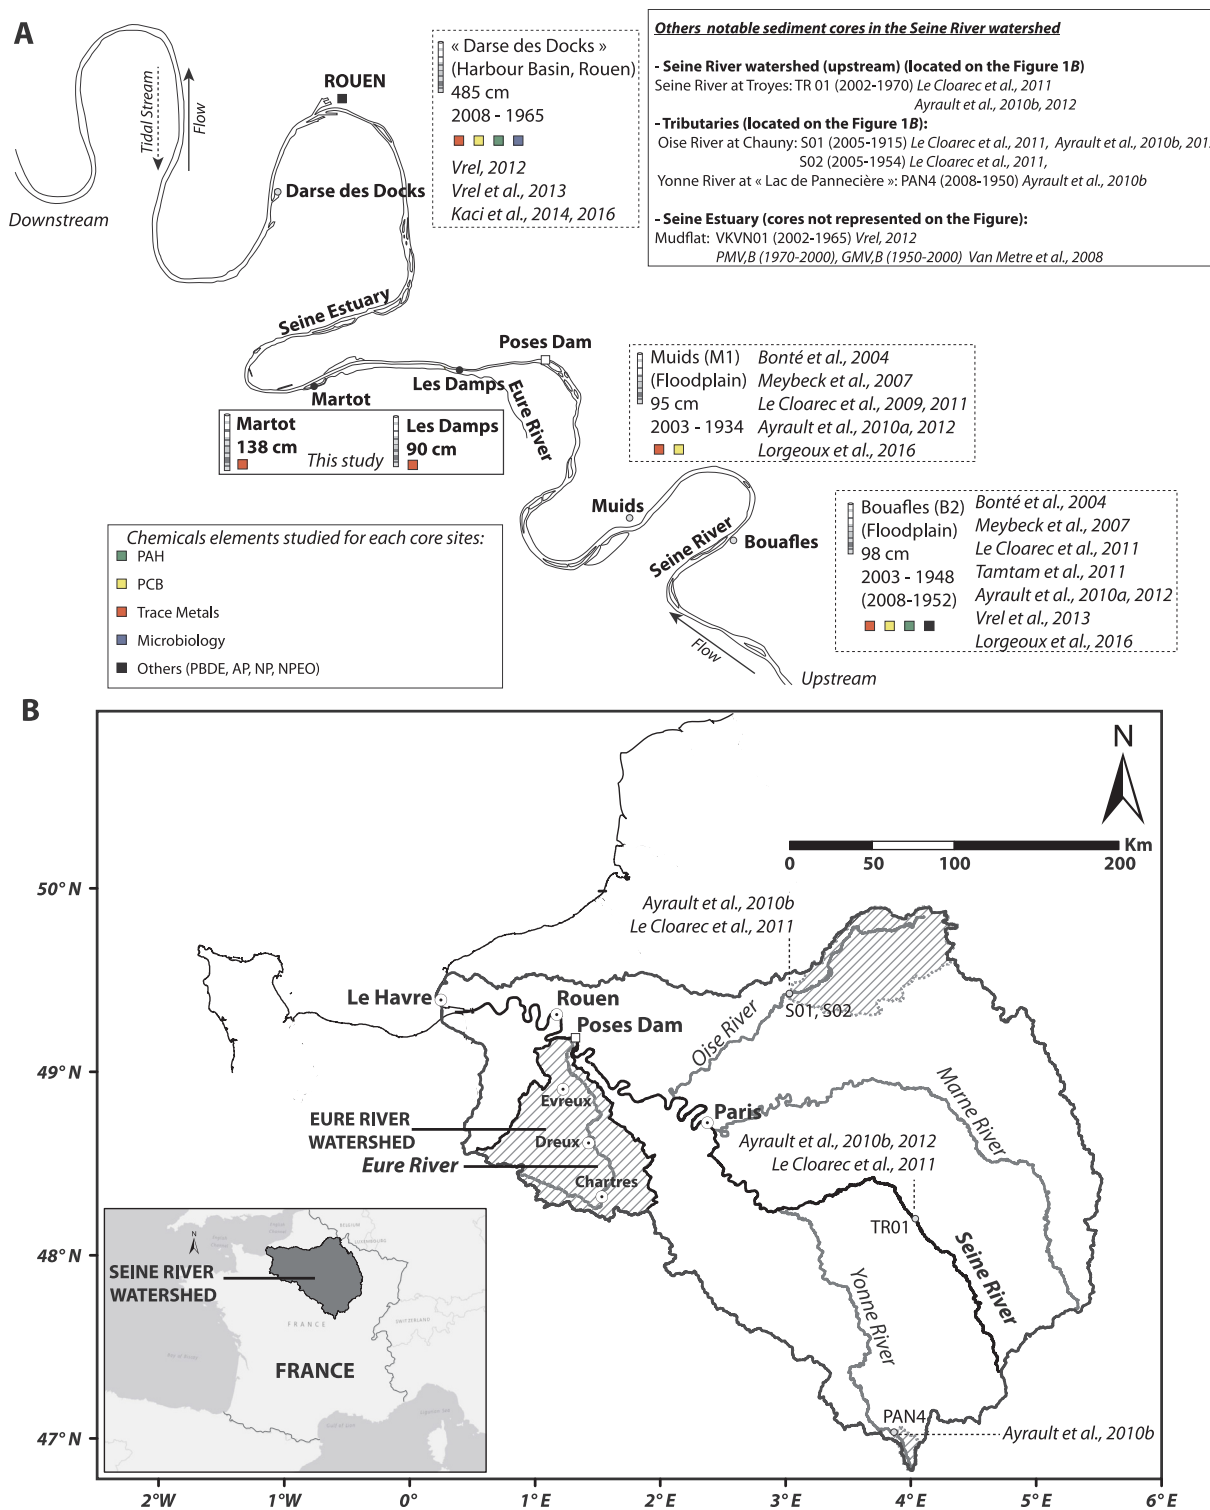 A
Others notable sediment cores in the Seine River watershed
- Seine River watershed (upstream) (located on the Figure 1B)
Seine River at Troyes: TR 01 (2002-1970) Le Cloarec et al., 2011
Ayrault et al., 2010b, 2012
- Tributaries (located on the Figure 1B):
Oise River at Chauny: S01 (2005-1915) Le Cloarec et al., 2011, Ayrault et al., 2010b, 201
S02 (2005-1954) Le Cloarec et al., 2011,
Yonne River at « Lac de Pannecière »: PAN4 (2008-1950) Ayrault et al., 2010b
- Seine Estuary (cores not represented on the Figure):
Mudflat: VKVN01 (2002-1965) Vrel, 2012
PMV,B (1970-2000), GMV,B (1950-2000) Van Metre et al., 2008
« Darse des Docks »
(Harbour Basin, Rouen)
485 cm
2008 - 1965
Vrel, 2012
Vrel et al., 2013
Kaci et al., 2014, 2016
Tidal Stream
Flow
ROUEN
Darse des Docks
Downstream
Seine Estuary
Poses Dam
Les Damps
Martot
Eure River
Martot
138 cm
This study
Les Damps
90 cm
Muids (M1)
(Floodplain)
95 cm
2003 - 1934
Bonté et al., 2004
Meybeck et al., 2007
Le Cloarec et al., 2009, 2011
Ayrault et al., 2010a, 2012
Lorgeoux et al., 2016
Muids
Seine River
Bouafles
Flow
Upstream
Bouafles (B2)
(Floodplain)
98 cm
2003 - 1948
(2008-1952)
Bonté et al., 2004
Meybeck et al., 2007
Le Cloarec et al., 2011
Tamtam et al., 2011
Ayrault et al., 2010a, 2012
Vrel et al., 2013
Lorgeoux et al., 2016
Chemicals elements studied for each core sites:
PAH
PCB
Trace Metals
Microbiology
Others (PBDE, AP, NP, NPEO)
B
N
Km
0 50 100 200
50° N
49° N
48° N
47° N
Ayrault et al., 2010b
Le Cloarec et al., 2011
Le Havre
Rouen
Poses Dam
S01, S02
Oise River
Marne River
Evreux
EURE RIVER
WATERSHED
Dreux
Eure River
Chartres
Paris
Ayrault et al., 2010b, 2012
Le Cloarec et al., 2011
TR01
Seine River
Yonne River
PAN4
Ayrault et al., 2010b
N
BELGIUM
LUXEMBOURG
SEINE RIVER
WATERSHED
FRANCE
SWITZERLAND
FRANCE
2° W 1° W 0° 1° E 2° E 3° E 4° E 5° E 6° E